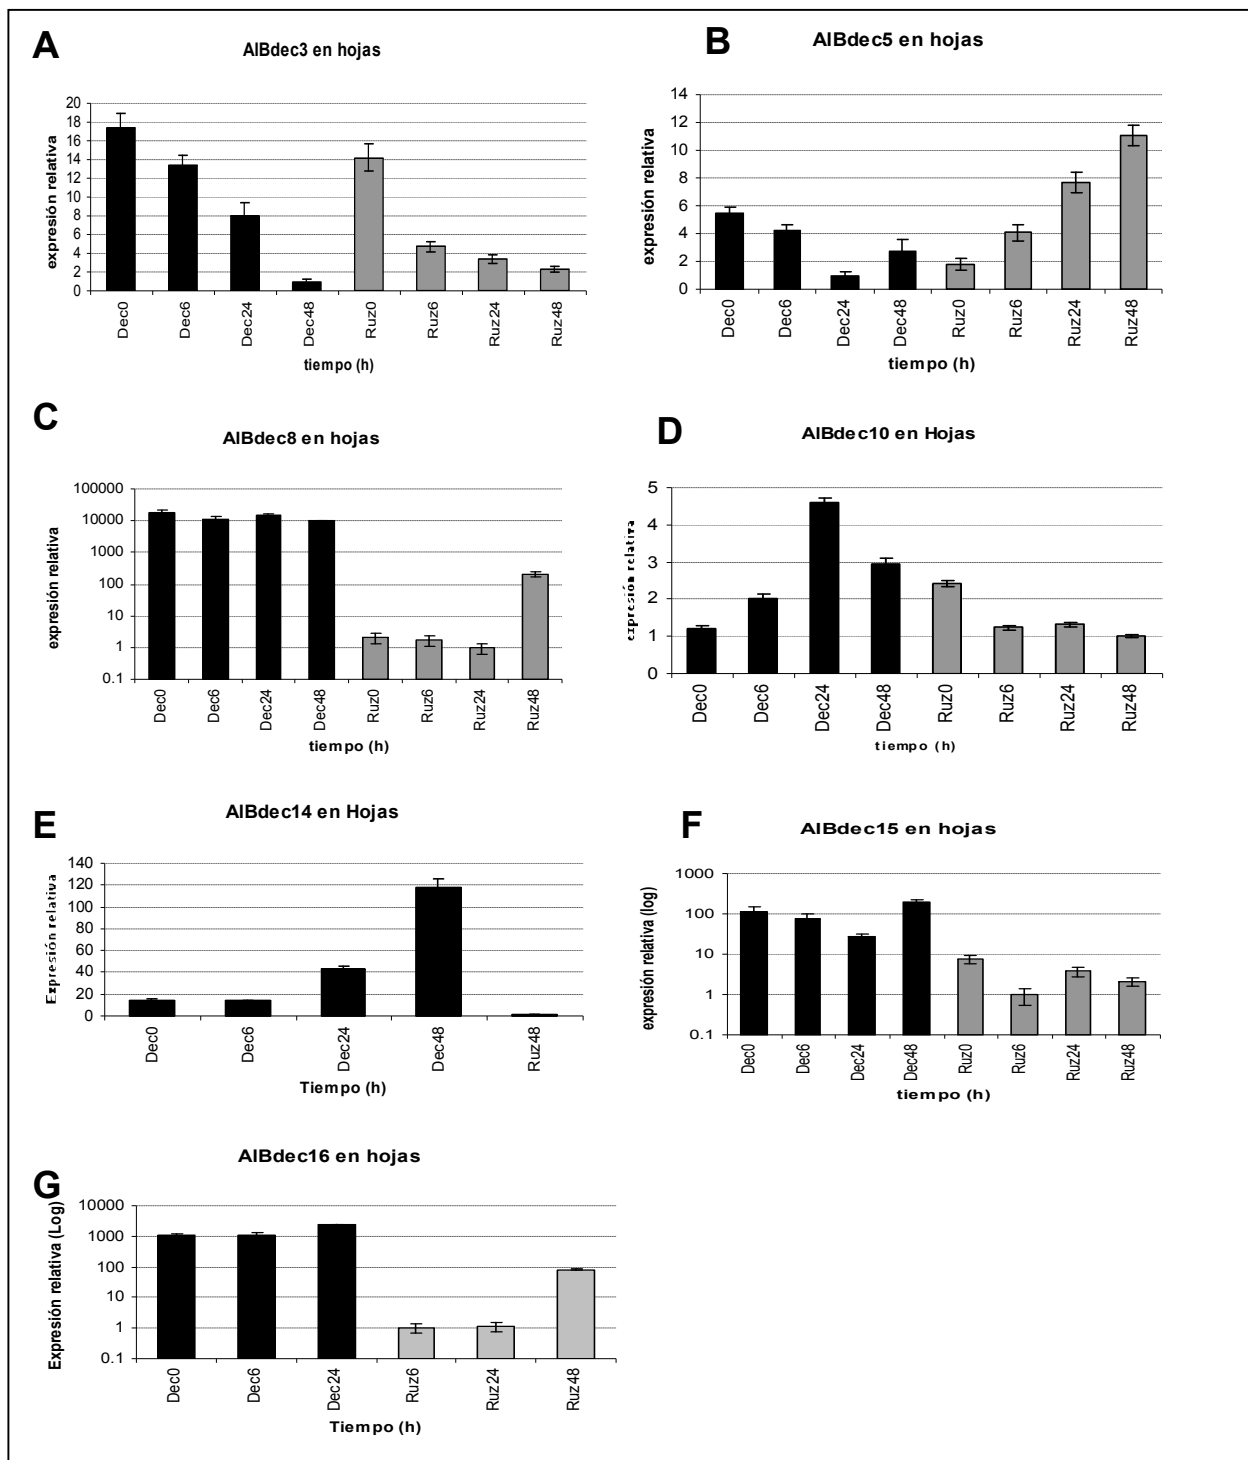 A
AlBdec3 en hojas
expresión relativa
20
18
16
14
12
10
8
6
4
2
0
Dec0
Dec6
Dec24
Dec48
Ruz0
Ruz6
Ruz24
Ruz48
tiempo (h)
B
AlBdec5 en hojas
expresión relativa
14
12
10
8
6
4
2
0
Dec0
Dec6
Dec24
Dec48
Ruz0
Ruz6
Ruz24
Ruz48
tiempo (h)
C
AlBdec8 en hojas
expresión relativa
100000
10000
1000
100
10
1
0.1
Dec0
Dec6
Dec24
Dec48
Ruz0
Ruz6
Ruz24
Ruz48
tiempo (h)
D
AlBdec10 en Hojas
expresión relativa
5
4
3
2
1
0
Dec0
Dec6
Dec24
Dec48
Ruz0
Ruz6
Ruz24
Ruz48
tiempo (h)
E
AlBdec14 en Hojas
Expresión relativa
140
120
100
80
60
40
20
0
Dec0
Dec6
Dec24
Dec48
Ruz48
Tiempo (h)
F
AlBdec15 en hojas
expresión relativa (log)
1000
100
10
1
0.1
Dec0
Dec6
Dec24
Dec48
Ruz0
Ruz6
Ruz24
Ruz48
tiempo (h)
G
AlBdec16 en hojas
Expresión relativa (Log)
10000
1000
100
10
1
0.1
Dec0
Dec6
Dec24
Ruz6
Ruz24
Ruz48
Tiempo (h)